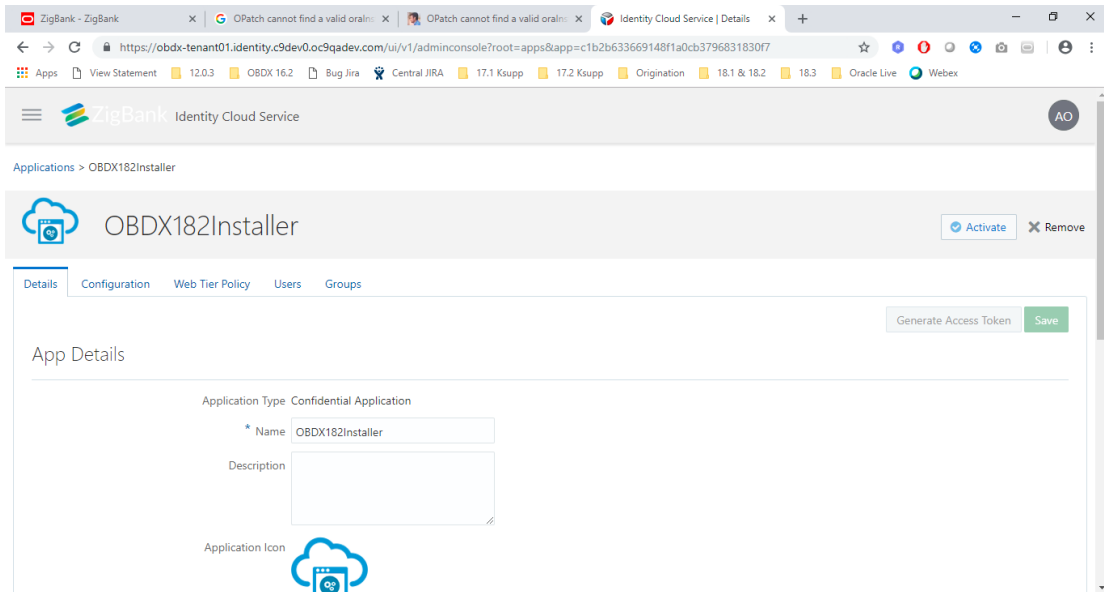 ZigBank - ZigBank
OPatch cannot find a valid oraIns
OPatch cannot find a valid oraIns
Identity Cloud Service | Details
https://obdx-tenant01.identity.c9dev0.oc9qadev.com/ui/v1/adminconsole?root=apps&app=c1b2b633669148f1a0cb3796831830f7
Apps View Statement 12.0.3 OBDX 16.2 Bug Jira Central JIRA 17.1 Ksupp 17.2 Ksupp Origination 18.1 & 18.2 18.3 Oracle Live Webex
ZigBank Identity Cloud Service AO
Applications > OBDX182Installer
OBDX182Installer Activate Remove
Details Configuration Web Tier Policy Users Groups
Generate Access Token Save
App Details
Application Type Confidential Application
* Name OBDX182Installer
Description
Application Icon